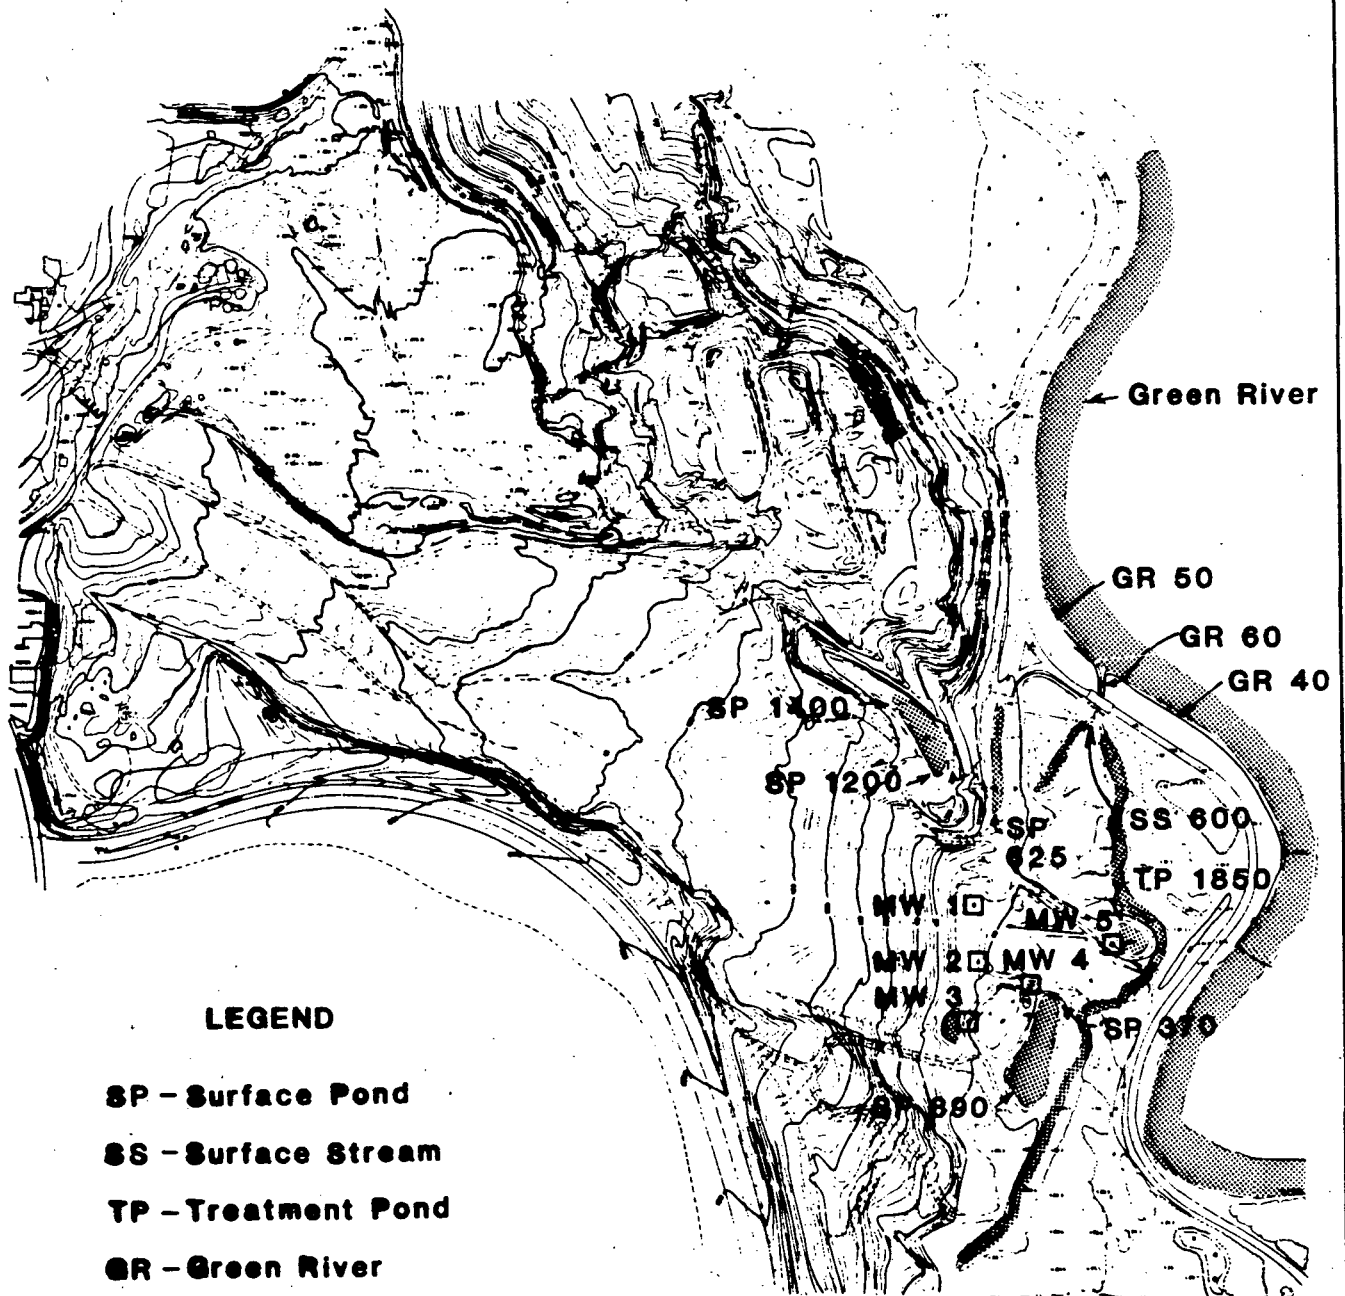 Green River
GR 50
GR 60
GR 40
SP 1400
SP 1200
SP
625
SS 600
TP 1850
MW 1
MW 5
MW 2
MW 4
MW 3
SP 370
SP 890
LEGEND
SP - Surface Pond
SS - Surface Stream
TP - Treatment Pond
GR - Green River